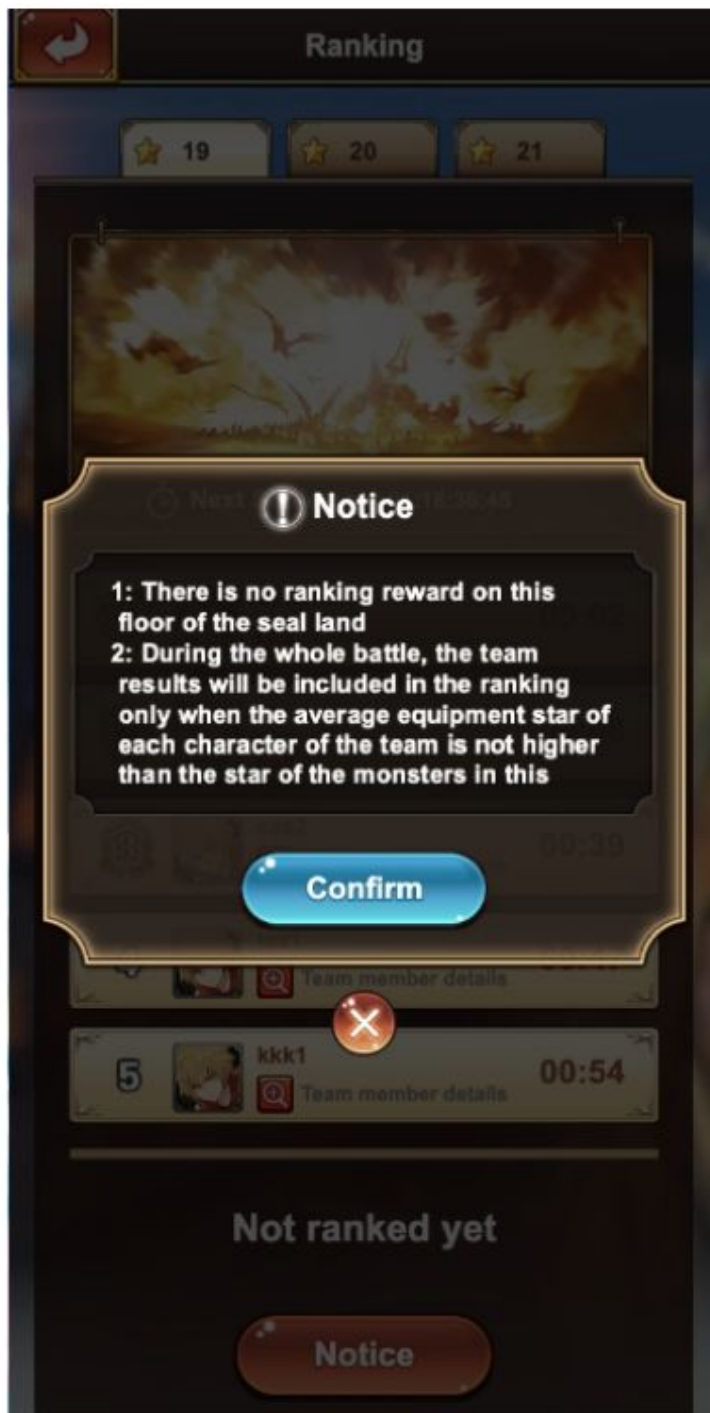 Ranking
19
20
21
Notice
1: There is no ranking reward on this
floor of the seal land
2: During the whole battle, the team
results will be included in the ranking
only when the average equipment star of
each character of the team is not higher
than the star of the monsters in this
00:39
Confirm
Team member details
5
kkk1
Team member details
00:54
Not ranked yet
Notice